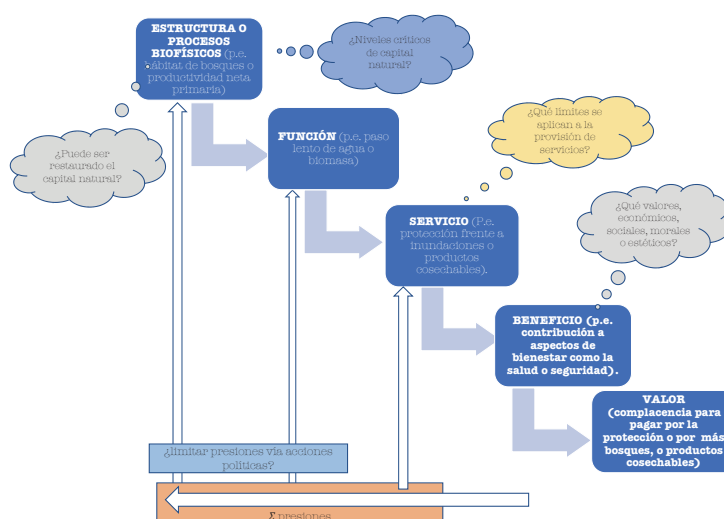 ESTRUCTURA O
PROCESOS
BIOFÍSICOS (p.e.
hábitat de bosques o
productividad neta
primaria)
¿Niveles críticos
de capital
natural?
¿Puede ser
restaurado el
capital natural?
FUNCIÓN (p.e. paso
lento de agua o
biomasa)
¿Qué límites se
aplican a la
provisión de
servicios?
SERVICIO (P.e.
protección frente a
inundaciones o
productos
cosechables).
¿Qué valores,
económicos,
sociales, morales
o estéticos?
BENEFICIO (p.e.
contribución a
aspectos de
bienestar como la
salud o seguridad).
VALOR
(complacencia para
pagar por la
protección o por más
bosques, o productos
cosechables)
¿limitar presiones vía acciones
políticas?
Σ presiones